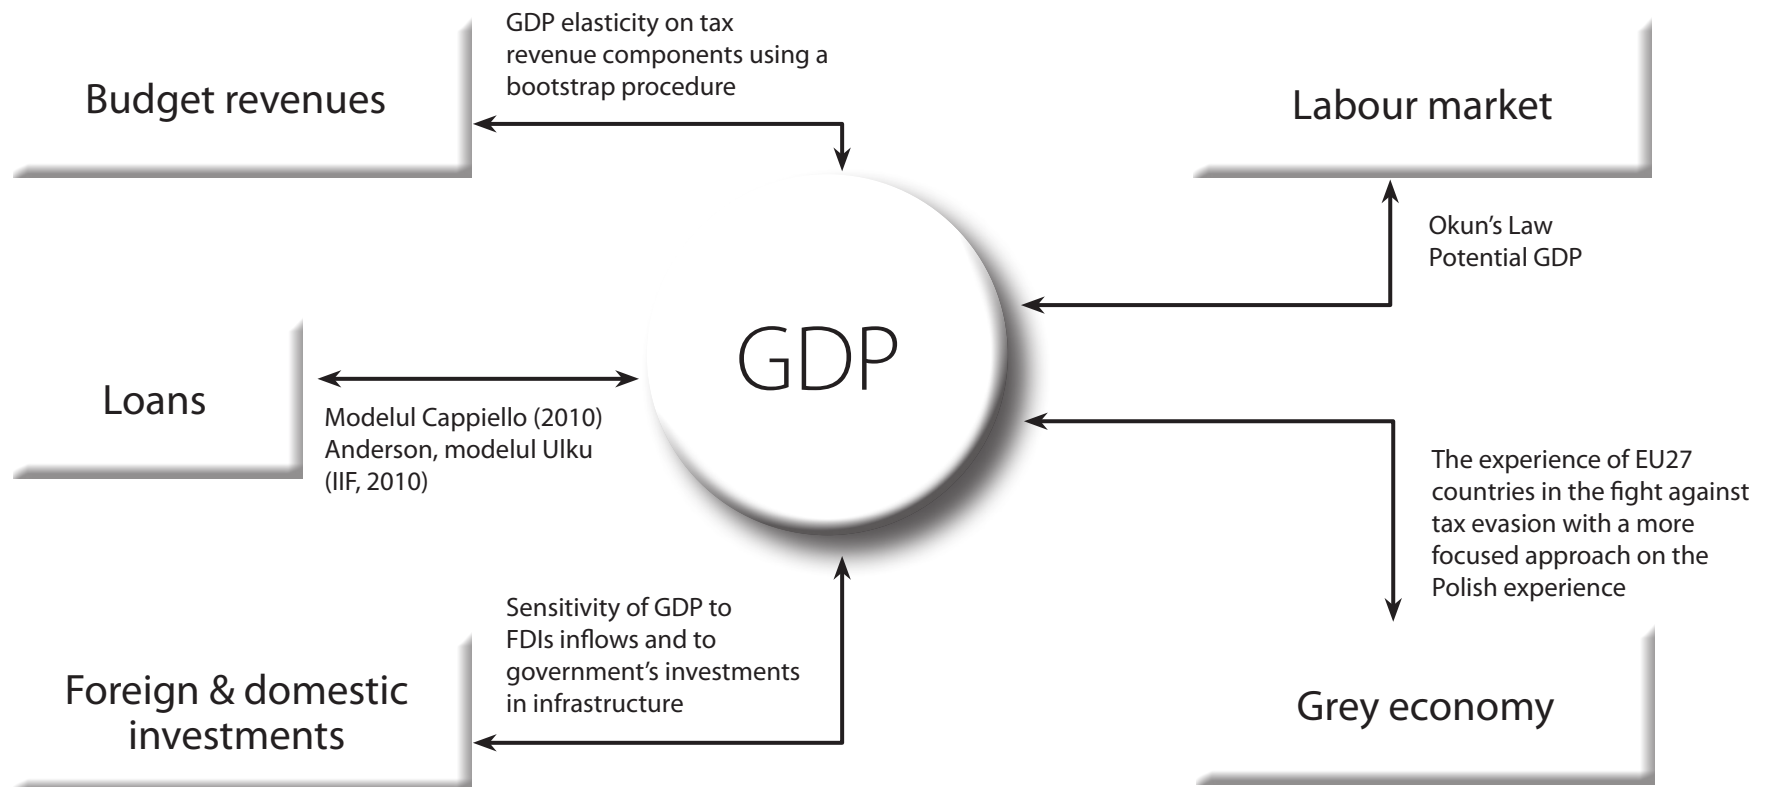 GDP elasticity on tax
revenue components using a
bootstrap procedure
Budget revenues
Labour market
Okun's Law
Potential GDP
GDP
Loans
Modelul Cappiello (2010)
Anderson, modelul Ulku
(IIF, 2010)
The experience of EU27
countries in the fight against
tax evasion with a more
focused approach on the
Polish experience
Sensitivity of GDP to
FDIs inflows and to
government's investments
in infrastructure
Foreign & domestic
investments
Grey economy